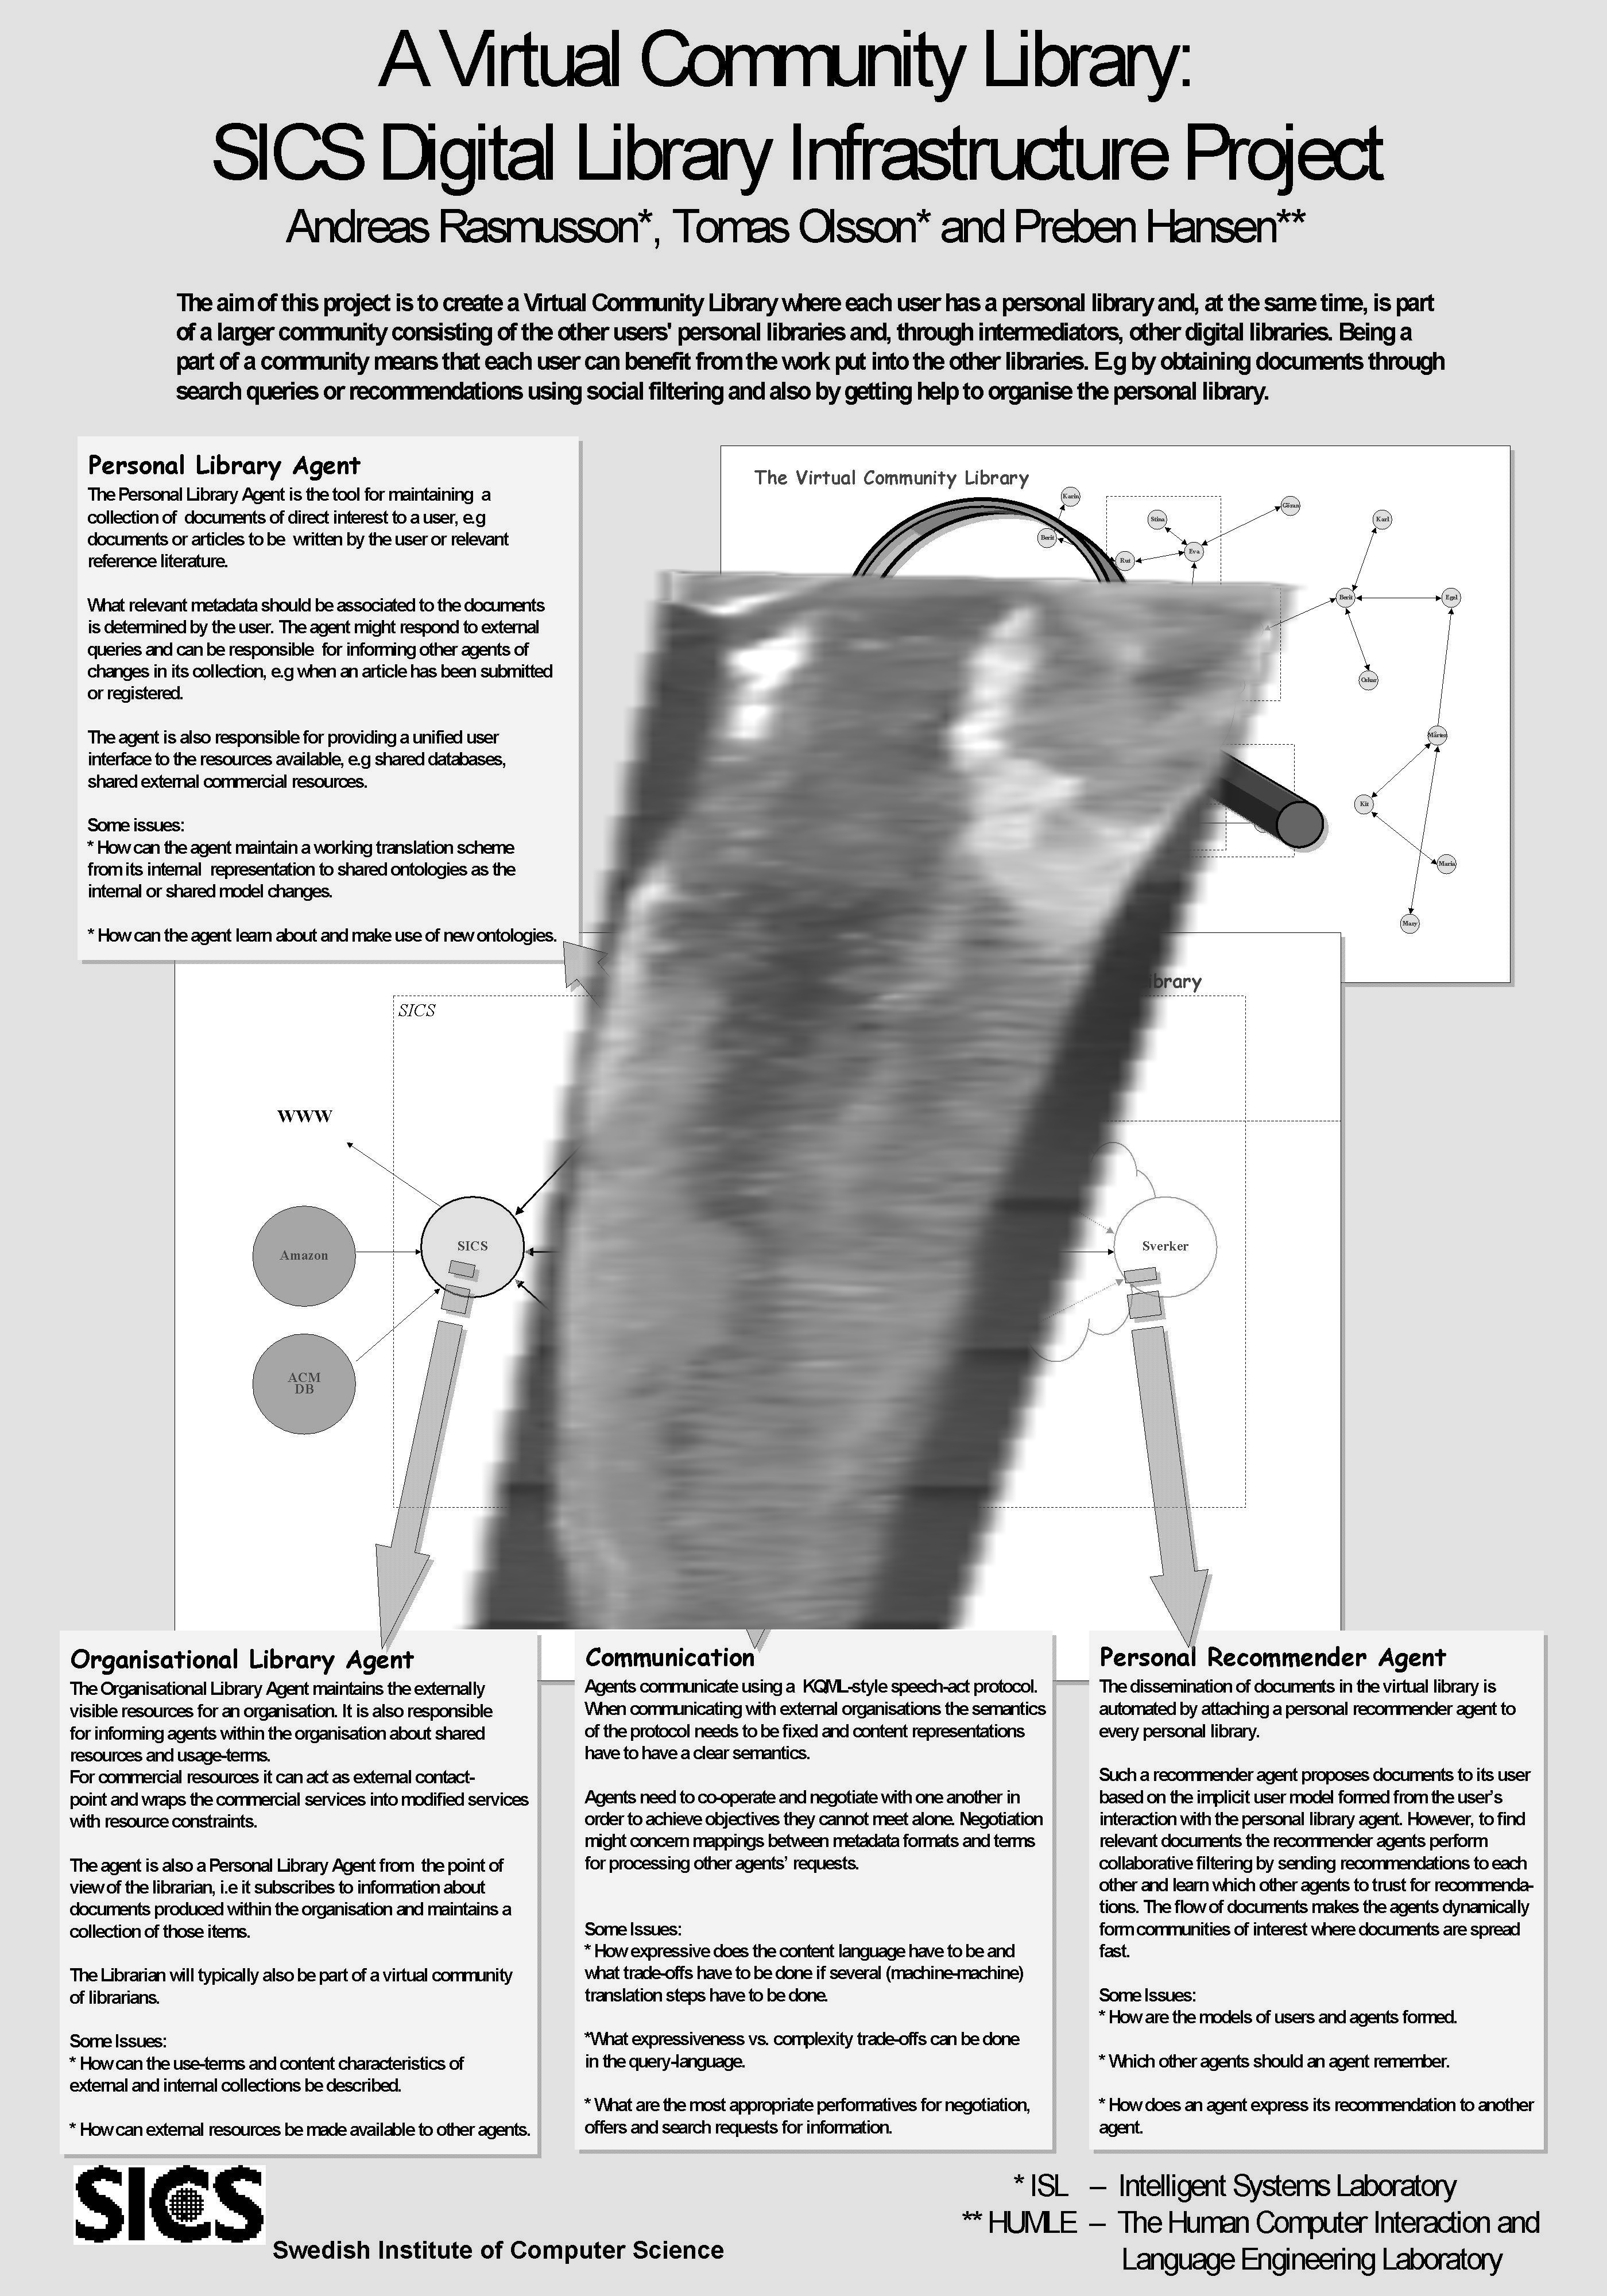 A Virtual Community Library:
SICS Digital Library Infrastructure Project
Andreas Rasmusson*, Tomas Olsson* and Preben Hansen**
The aim of this project is to create a Virtual Community Library where each user has a personal library and, at the same time, is part
of a larger community consisting of the other users' personal libraries and, through intermediators, other digital libraries. Being a
part of a community means that each user can benefit from the work put into the other libraries. E.g by obtaining documents through
search queries or recommendations using social filtering and also by getting help to organise the personal library.
Personal Library Agent
The Personal Library Agent is the tool for maintaining a
collection of documents of direct interest to a user, e.g
documents or articles to be written by the user or relevant
reference literature.
What relevant metadata should be associated to the documents
is determined by the user. The agent might respond to external
queries and can be responsible for informing other agents of
changes in its collection, e.g when an article has been submitted
or registered.
The agent is also responsible for providing a unified user
interface to the resources available, e.g shared databases,
shared external commercial resources.
Some issues:
* How can the agent maintain a working translation scheme
from its internal representation to shared ontologies as the
internal or shared model changes.
* How can the agent learn about and make use of new ontologies.
The Virtual Community Library
Karin
Berit
Stina
Rut
Eva
Göran
Karl
Berit
Egil
Oskar
Mårten
Kit
Maria
Mary
SICS
WWW
Amazon
SICS
ACM
DB
Sverker
Organisational Library Agent
The Organisational Library Agent maintains the externally
visible resources for an organisation. It is also responsible
for informing agents within the organisation about shared
resources and usage-terms.
For commercial resources it can act as external contact-
point and wraps the commercial services into modified services
with resource constraints.
The agent is also a Personal Library Agent from the point of
view of the librarian, i.e it subscribes to information about
documents produced within the organisation and maintains a
collection of those items.
The Librarian will typically also be part of a virtual community
of librarians.
Some Issues:
* How can the use-terms and content characteristics of
external and internal collections be described.
* How can external resources be made available to other agents.
Communication
Agents communicate using a KQML-style speech-act protocol.
When communicating with external organisations the semantics
of the protocol needs to be fixed and content representations
have to have a clear semantics.
Agents need to co-operate and negotiate with one another in
order to achieve objectives they cannot meet alone. Negotiation
might concern mappings between metadata formats and terms
for processing other agents' requests.
Some Issues:
* How expressive does the content language have to be and
what trade-offs have to be done if several (machine-machine)
translation steps have to be done.
*What expressiveness vs. complexity trade-offs can be done
in the query-language.
* What are the most appropriate performatives for negotiation,
offers and search requests for information.
Personal Recommender Agent
The dissemination of documents in the virtual library is
automated by attaching a personal recommender agent to
every personal library.
Such a recommender agent proposes documents to its user
based on the implicit user model formed from the user's
interaction with the personal library agent. However, to find
relevant documents the recommender agents perform
collaborative filtering by sending recommendations to each
other and learn which other agents to trust for recommenda-
tions. The flow of documents makes the agents dynamically
form communities of interest where documents are spread
fast.
Some Issues:
* How are the models of users and agents formed.
* Which other agents should an agent remember.
* How does an agent express its recommendation to another
agent.
SICS
Swedish Institute of Computer Science
* ISL – Intelligent Systems Laboratory
** HUMLE – The Human Computer Interaction and
Language Engineering Laboratory